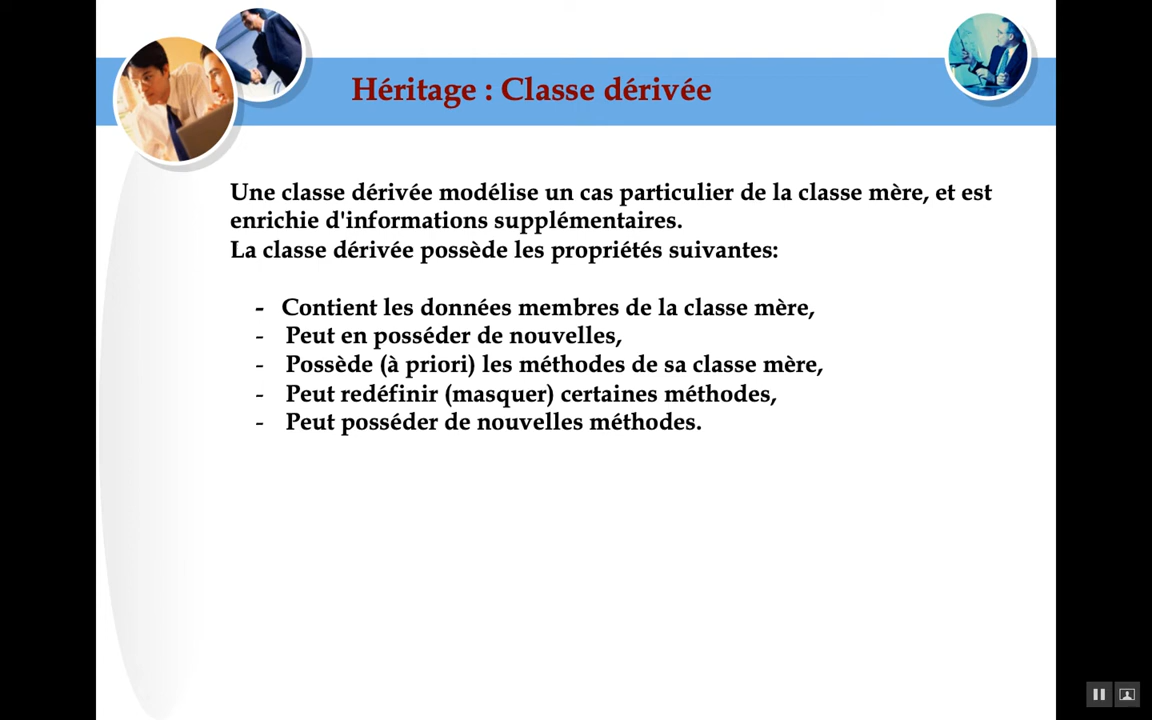 Héritage : Classe dérivée
Une classe dérivée modélise un cas particulier de la classe mère, et est
enrichie d'informations supplémentaires.
La classe dérivée possède les propriétés suivantes:
- Contient les données membres de la classe mère,
- Peut en posséder de nouvelles,
- Possède (à priori) les méthodes de sa classe mère,
- Peut redéfinir (masquer) certaines méthodes,
- Peut posséder de nouvelles méthodes.